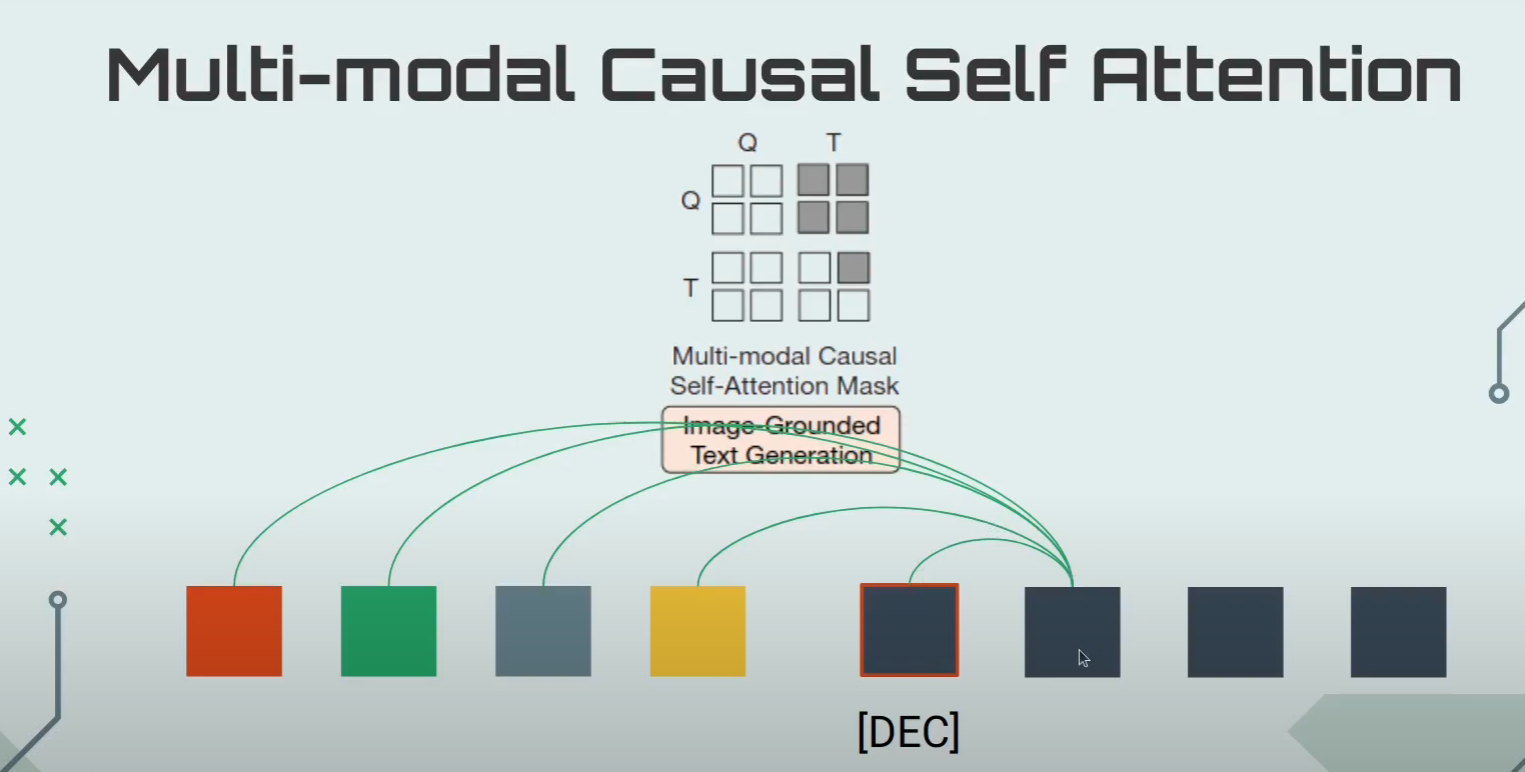 Multi-modal Causal Self Attention
Q T
Q
T
Multi-modal Causal
Self-Attention Mask
Image-Grounded
Text Generation
[DEC]